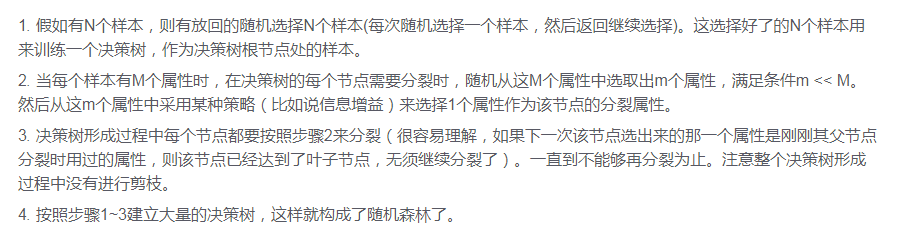 1. 假如有N个样本，则有放回的随机选择N个样本(每次随机选择一个样本，然后返回继续选择)。这选择好了的N个样本用
来训练一个决策树，作为决策树根节点处的样本。
2. 当每个样本有M个属性时，在决策树的每个节点需要分裂时，随机从这M个属性中选取出m个属性，满足条件m << M。
然后从这m个属性中采用某种策略（比如说信息增益）来选择1个属性作为该节点的分裂属性。
3. 决策树形成过程中每个节点都要按照步骤2来分裂（很容易理解，如果下一次该节点选出来的那一个属性是刚刚其父节点
分裂时用过的属性，则该节点已经达到了叶子节点，无须继续分裂了）。一直到不能够再分裂为止。注意整个决策树形成
过程中没有进行剪枝。
4. 按照步骤1~3建立大量的决策树，这样就构成了随机森林了。